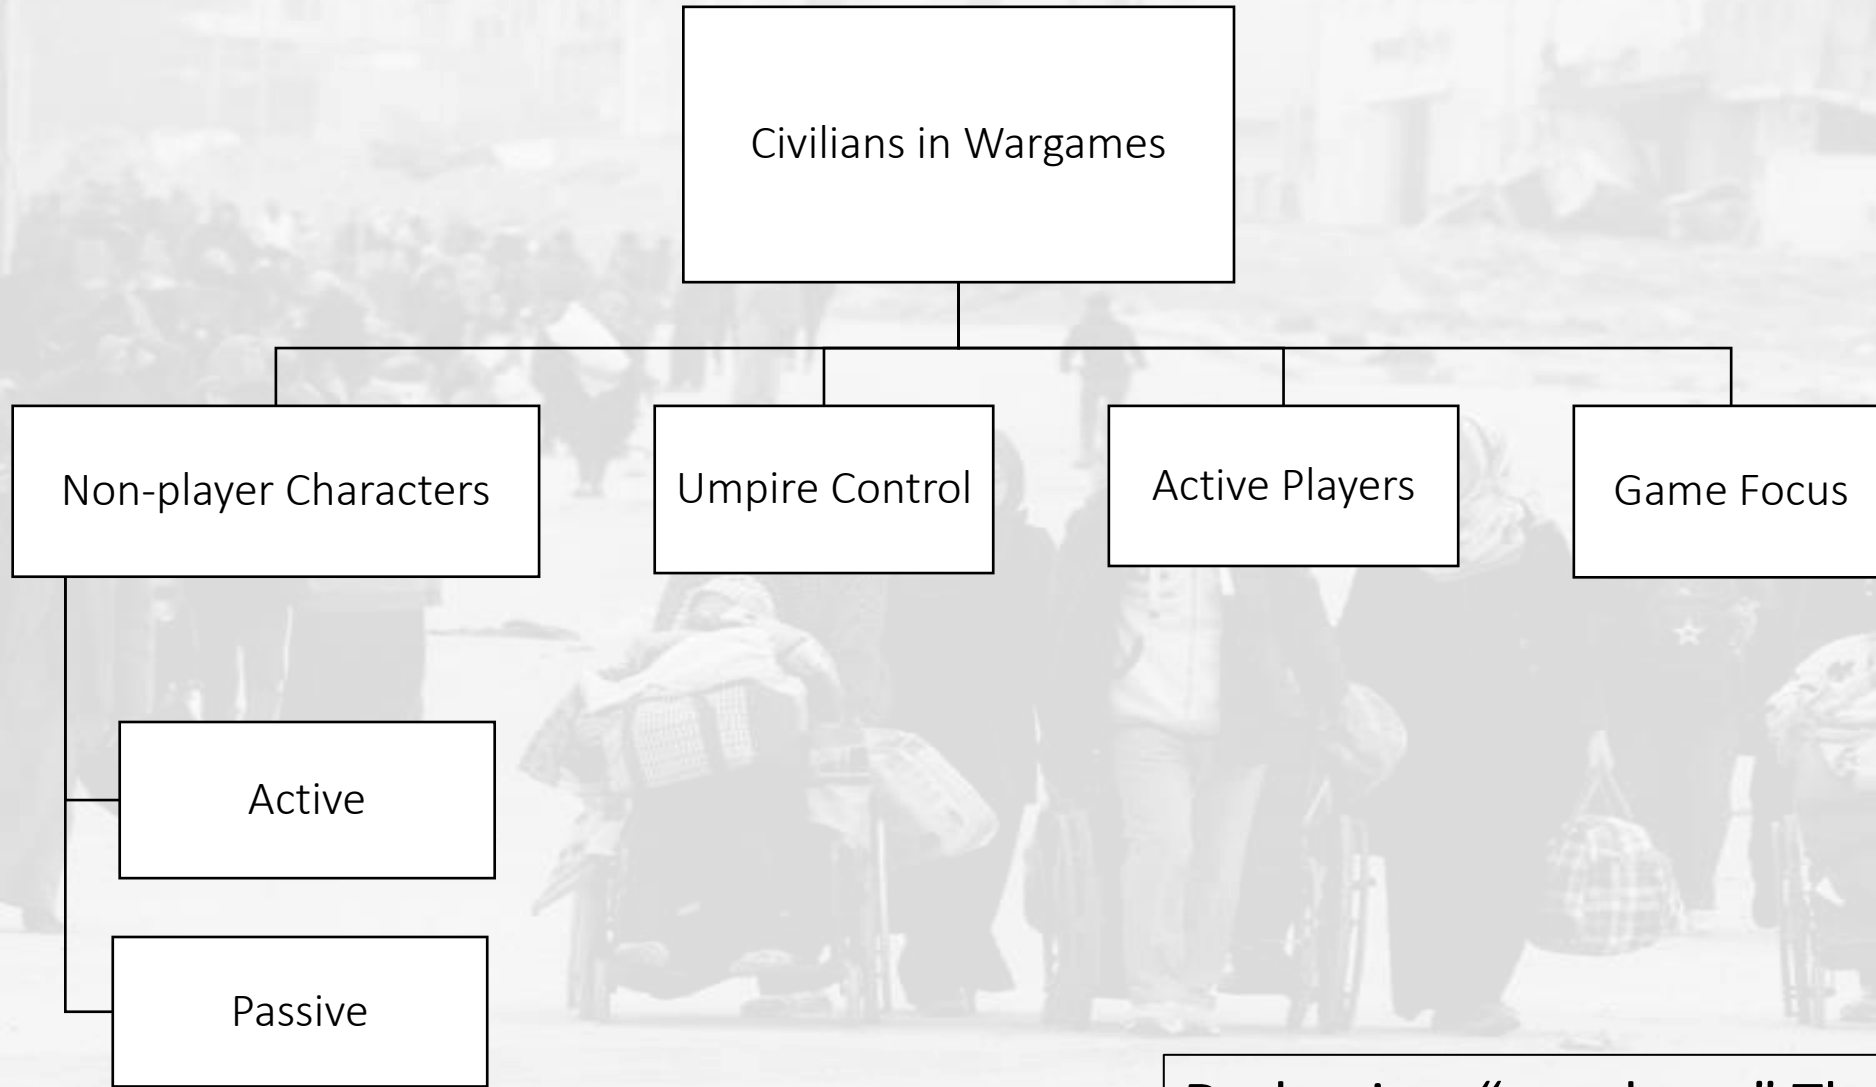 Civilians in Wargames
Non-player Characters
Umpire Control
Active Players
Game Focus
Active
Passive